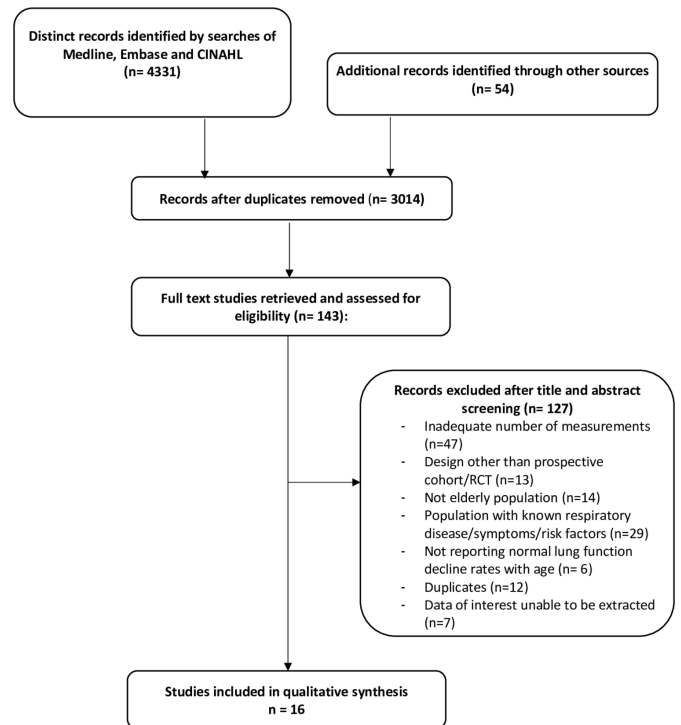 Distinct records identified by searches of
Medline, Embase and CINAHL
(n= 4331)
Additional records identified through other sources
(n= 54)
Records after duplicates removed (n= 3014)
Full text studies retrieved and assessed for
eligibility (n= 143):
Records excluded after title and abstract
screening (n= 127)
- Inadequate number of measurements
(n=47)
- Design other than prospective
cohort/RCT (n=13)
- Not elderly population (n=14)
- Population with known respiratory
disease/symptoms/risk factors (n=29)
- Not reporting normal lung function
decline rates with age (n= 6)
- Duplicates (n=12)
- Data of interest unable to be extracted
(n=7)
Studies included in qualitative synthesis
n = 16